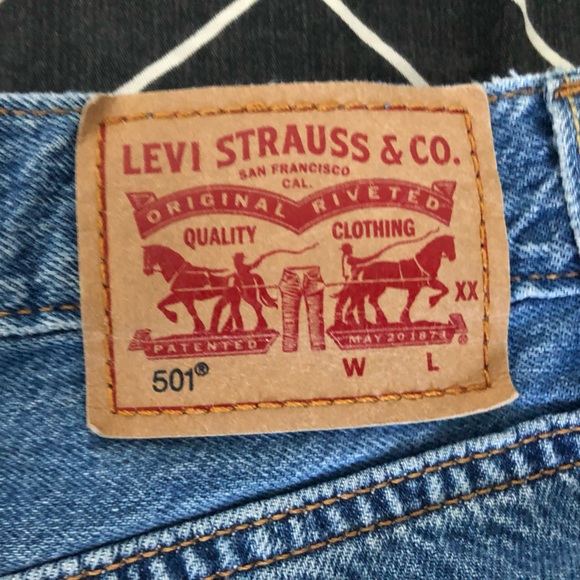 LEVI STRAUSS & CO.
SAN FRANCISCO
CAL.
ORIGINAL RIVETED
QUALITY CLOTHING
XX
PATENTED MAY 20 1873 ®
501® W L